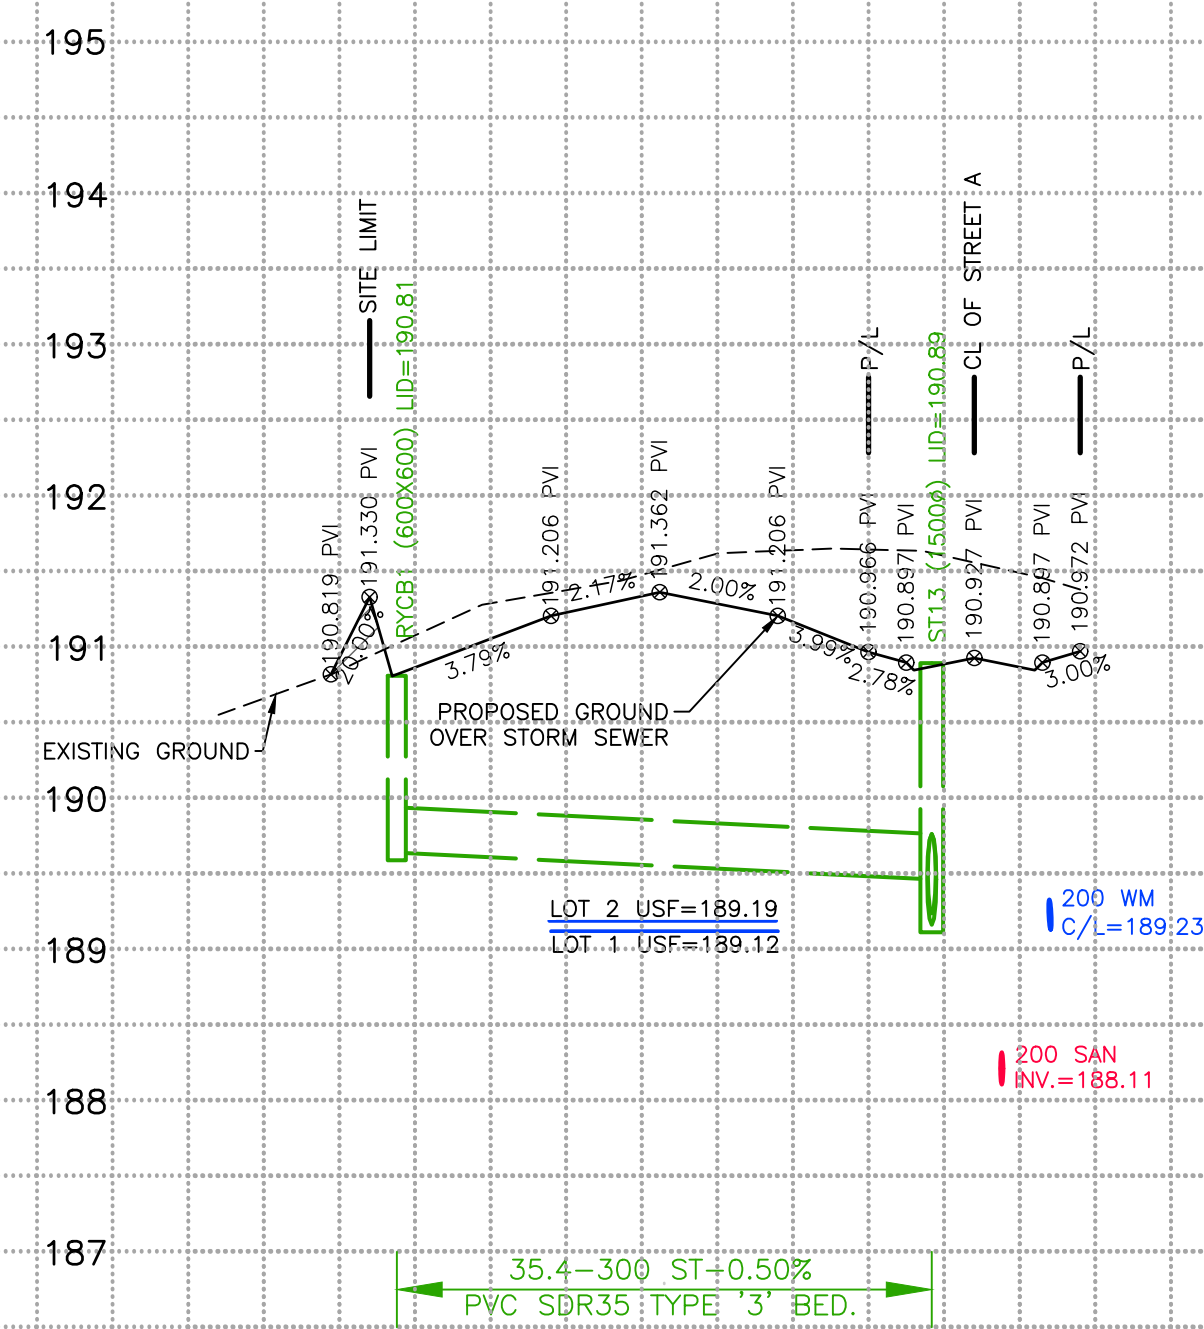 195
194
193
192
191
190
189
188
187
SITE LIMIT
RYCB1 (600X600) LID=190.81
P/L
ST13 (1500ø) LID=190.89
CL OF STREET A
P/L
190.819 PVI
191.330 PVI
191.206 PVI
191.362 PVI
191.206 PVI
190.966 PVI
190.897 PVI
190.927 PVI
190.897 PVI
190.972 PVI
20.00%
3.79%
2.17%
2.00%
3.99%
2.78%
3.00%
EXISTING GROUND
PROPOSED GROUND
OVER STORM SEWER
LOT 2 USF=189.19
LOT 1 USF=189.12
200 WM
C/L=189.23
200 SAN
INV.=188.11
35.4-300 ST-0.50%
PVC SDR35 TYPE '3' BED.